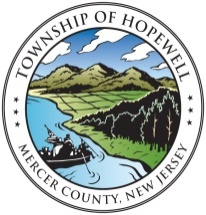 TOWNSHIP OF HOPEWELL
MERCER COUNTY, NEW JERSEY